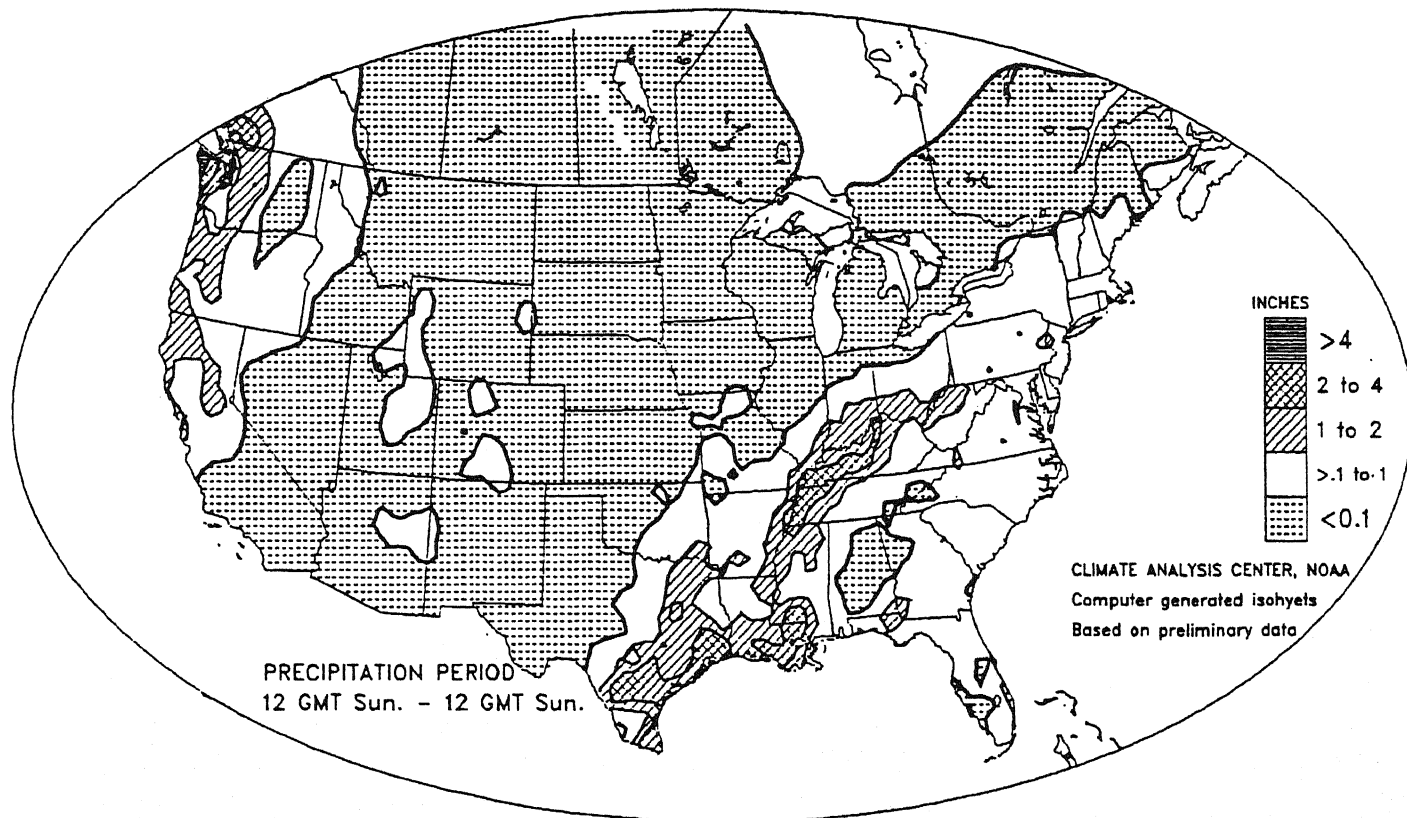 INCHES
>4
2 to 4
1 to 2
>.1 to·1
<0.1
CLIMATE ANALYSIS CENTER, NOAA
Computer generated isohyets
Based on preliminary data
PRECIPITATION PERIOD
12 GMT Sun. – 12 GMT Sun.